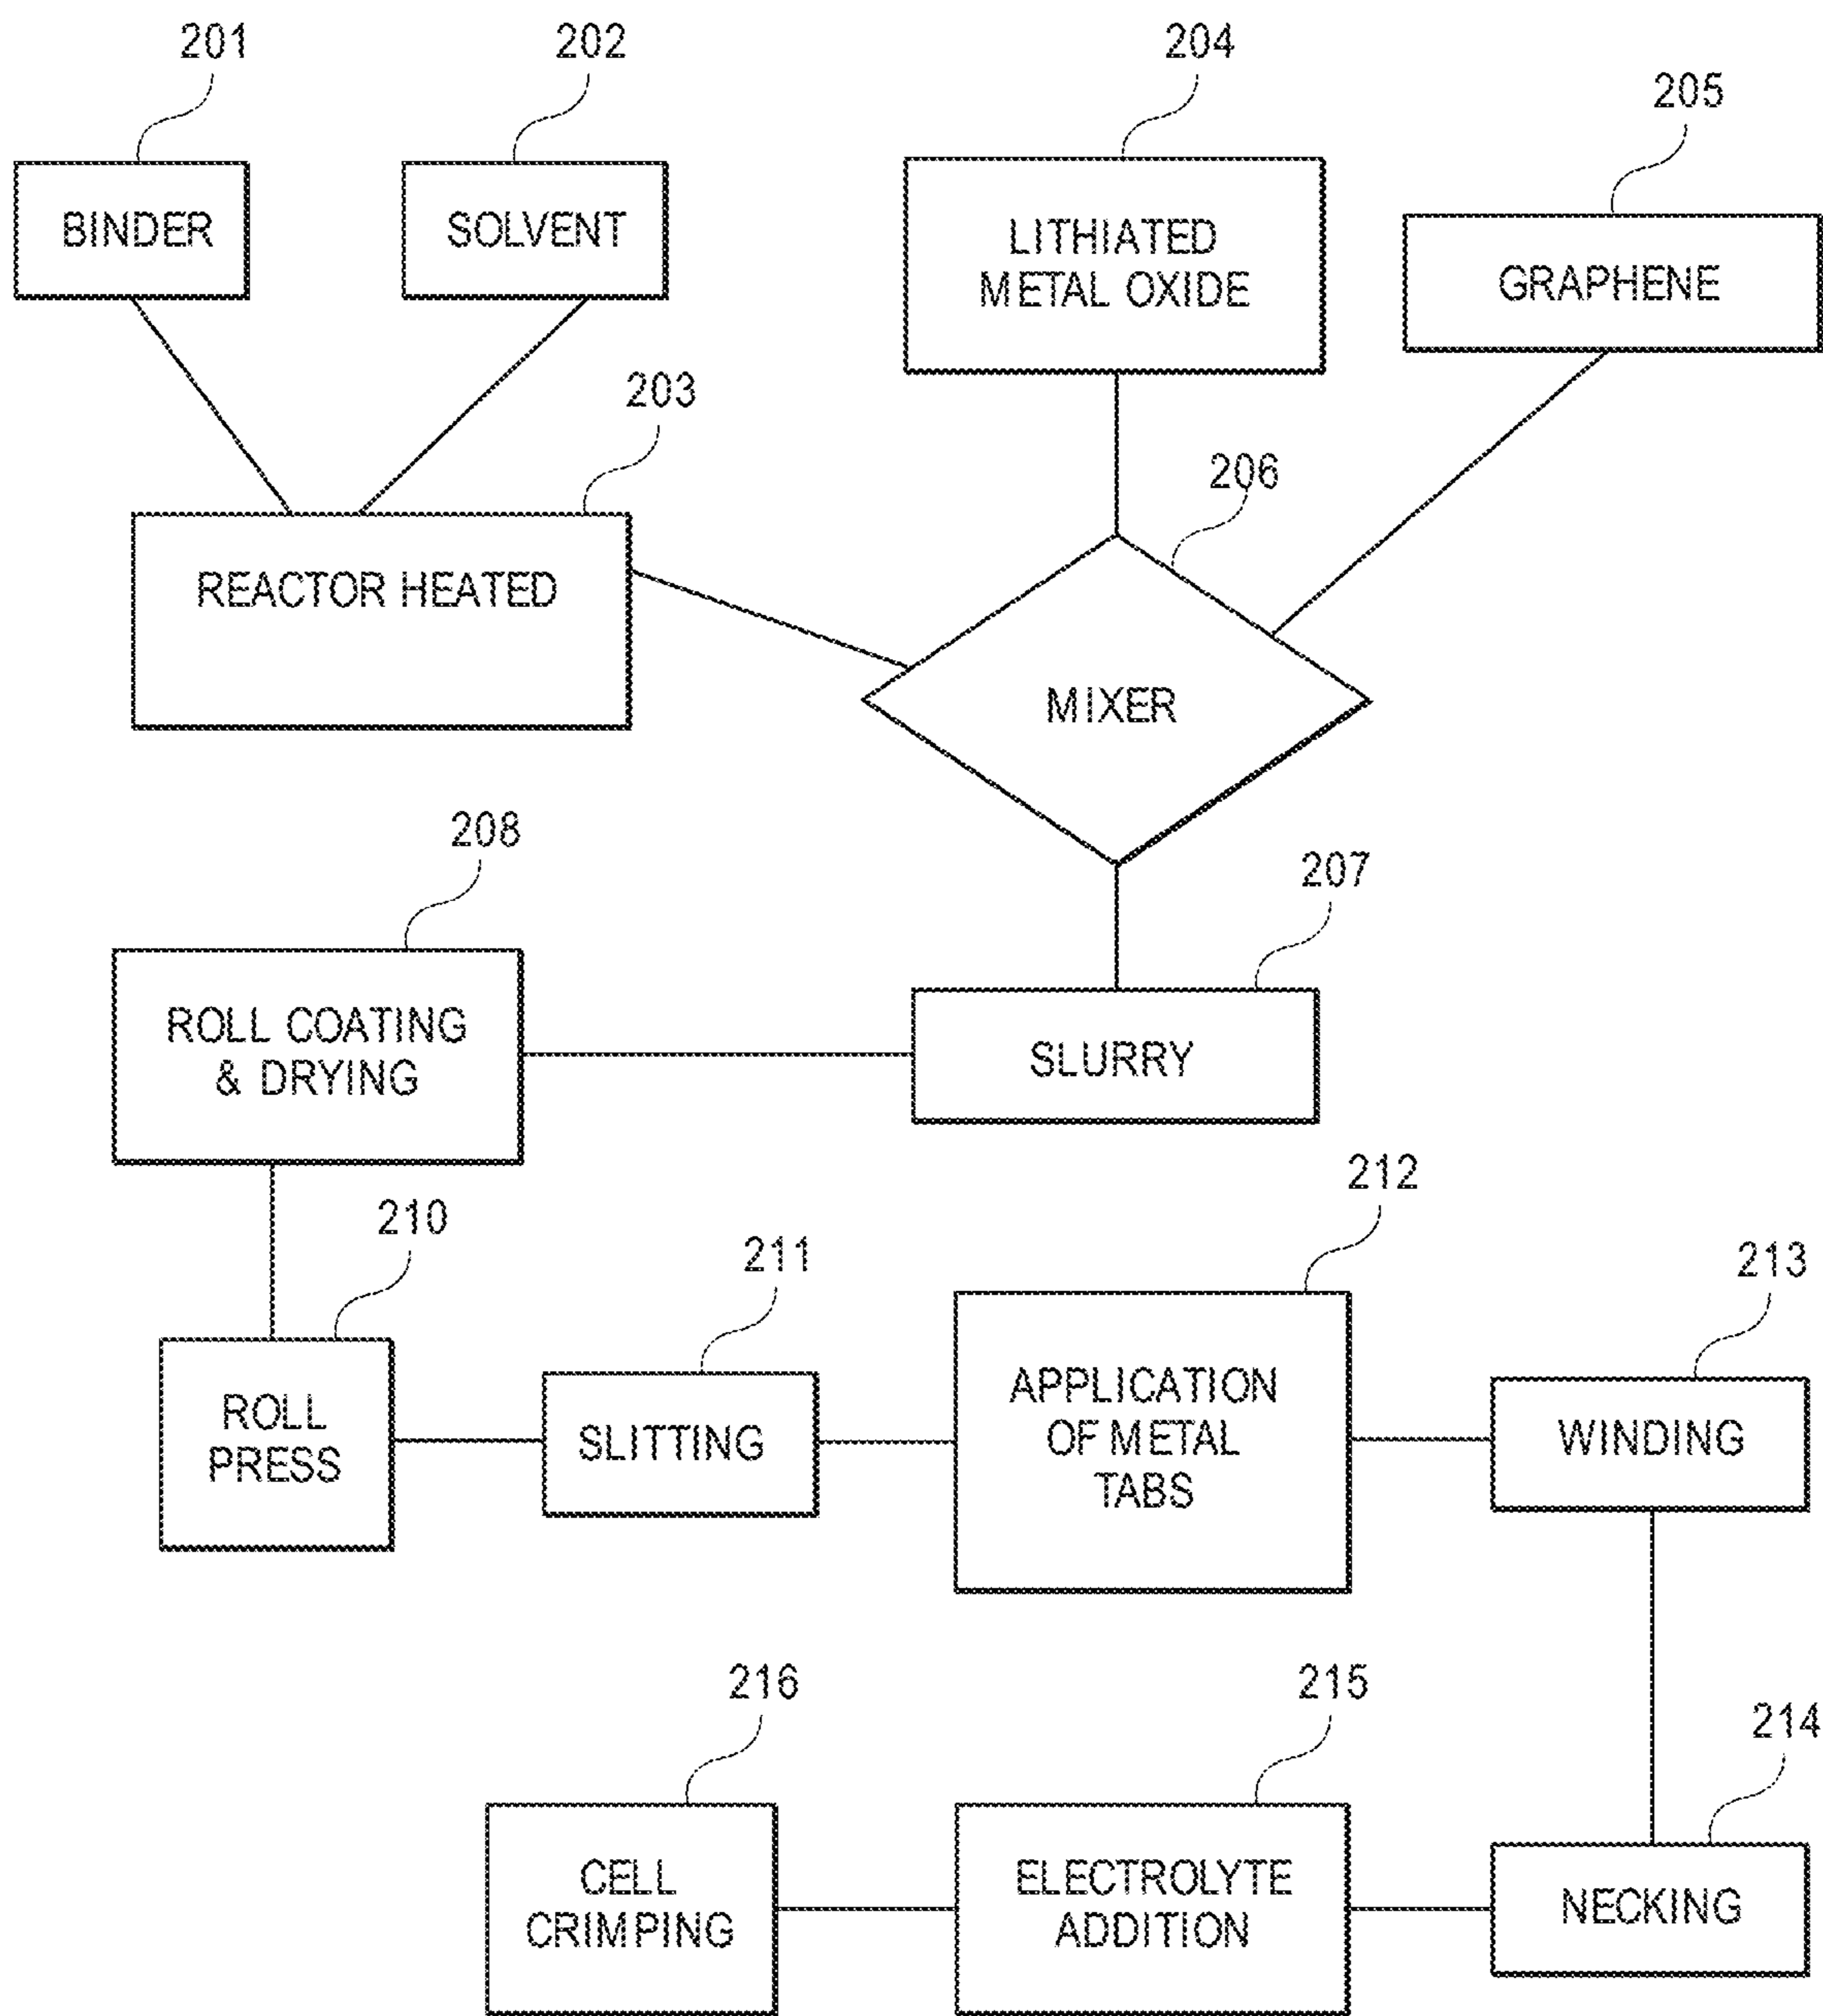 201
202
204
205
BINDER
SOLVENT
LITHIATED
METAL OXIDE
GRAPHENE
203
206
REACTOR HEATED
MIXER
208
207
ROLL COATING
& DRYING
SLURRY
210
211
212
213
ROLL
PRESS
SLITTING
APPLICATION
OF METAL
TABS
WINDING
216
215
214
CELL
CRIMPING
ELECTROLYTE
ADDITION
NECKING